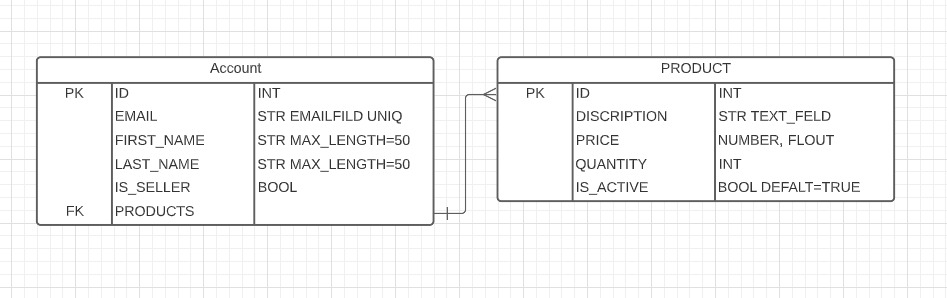 Account
PK ID INT
EMAIL STR EMAILFILD UNIQ
FIRST_NAME STR MAX_LENGTH=50
LAST_NAME STR MAX_LENGTH=50
IS_SELLER BOOL
FK PRODUCTS
PRODUCT
PK ID INT
DISCRIPTION STR TEXT_FELD
PRICE NUMBER, FLOUT
QUANTITY INT
IS_ACTIVE BOOL DEFALT=TRUE